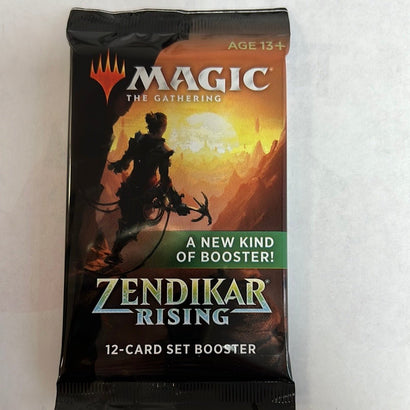 AGE 13+
MAGIC
THE GATHERING
A NEW KIND
OF BOOSTER!
ZENDIKAR
RISING
12-CARD SET BOOSTER